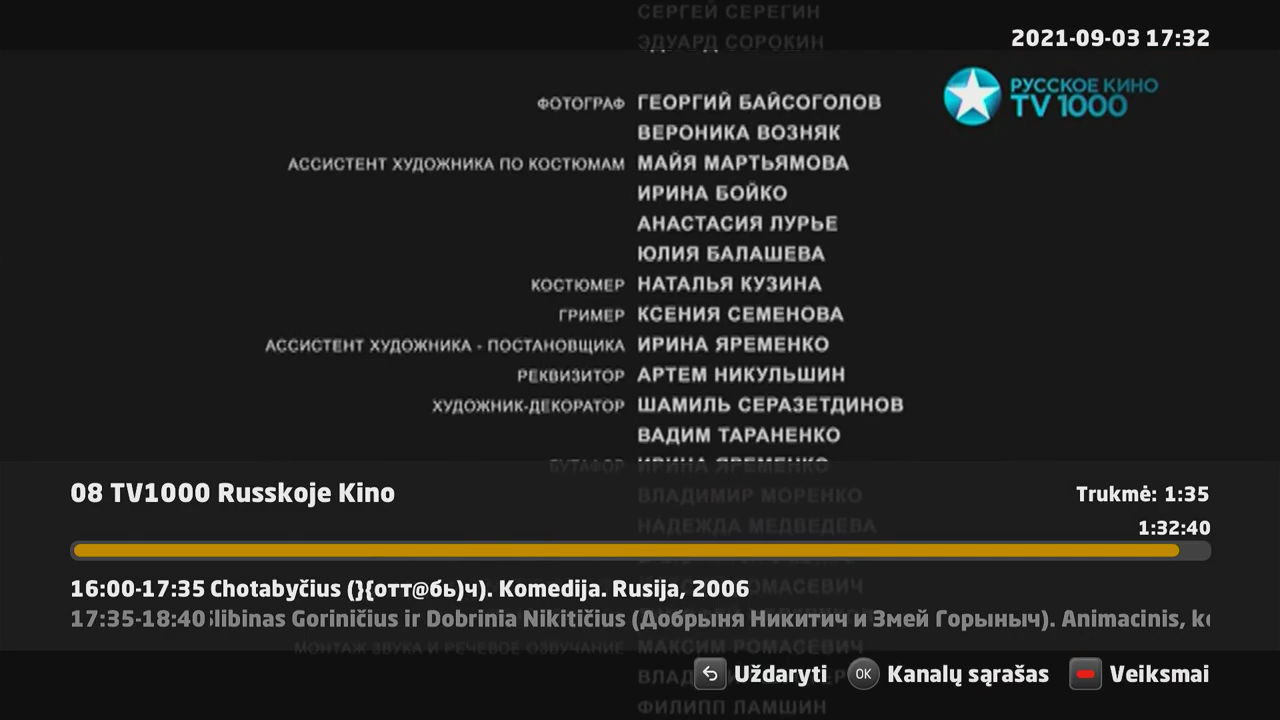 СЕРГЕЙ СЕРЕГИН
ЭДУАРД СОРОКИН
2021-09-03 17:32
РУССКОЕ КИНО
TV 1000
ФОТОГРАФ ГЕОРГИЙ БАЙСОГОЛОВ
ВЕРОНИКА ВОЗНЯК
АССИСТЕНТ ХУДОЖНИКА ПО КОСТЮМАМ МАЙЯ МАРТЬЯМОВА
ИРИНА БОЙКО
АНАСТАСИЯ ЛУРЬЕ
ЮЛИЯ БАЛАШЕВА
КОСТЮМЕР НАТАЛЬЯ КУЗИНА
ГРИМЕР КСЕНИЯ СЕМЕНОВА
АССИСТЕНТ ХУДОЖНИКА - ПОСТАНОВЩИКА ИРИНА ЯРЕМЕНКО
РЕКВИЗИТОР АРТЕМ НИКУЛЬШИН
ХУДОЖНИК-ДЕКОРАТОР ШАМИЛЬ СЕРАЗЕТДИНОВ
ВАДИМ ТАРАНЕНКО
БУТАФОР ИРИНА ЯРЕМЕНКО
08 TV1000 Russkoje Kino
Trukmė: 1:35
ВЛАДИМИР МОРЕНКО
НАДЕЖДА МЕДВЕДЕВА
1:32:40
16:00-17:35 Chotabyčius (}{отт@бь)ч). Komedija. Rusija, 2006
РОМАСЕВИЧ
17:35-18:40 Slibinas Goriničius ir Dobrinia Nikitičius (Добрыня Никитич и Змей Горыныч). Animacinis,
МОНТАЖ ЗВУКА И РЕЧЕВОЕ ОЗВУЧАНИЕ МАКСИМ РОМАСЕВИЧ
Uždaryti OK Kanalų sąrašas Veiksmai
ФИЛИПП ЛАМШИН